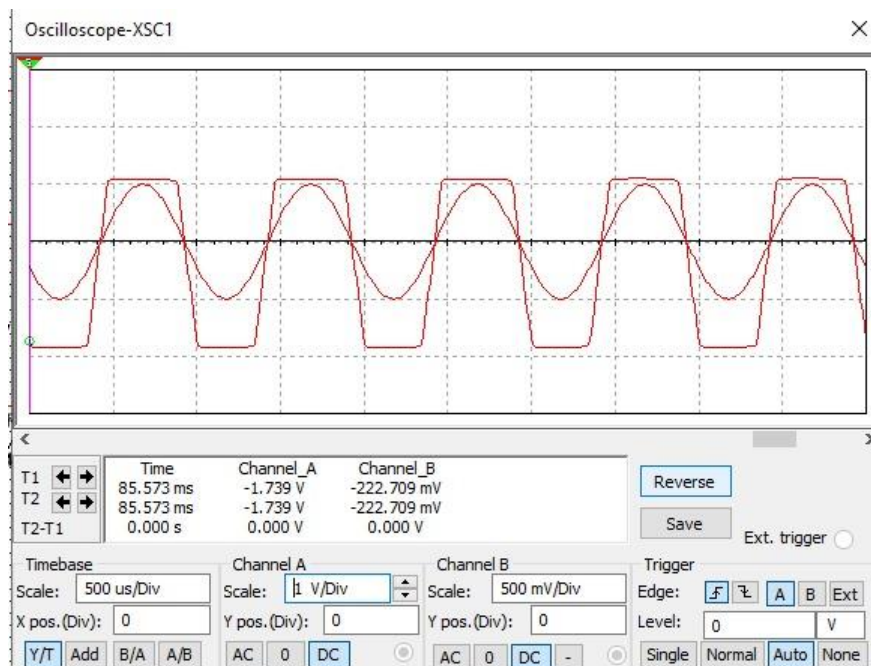 Oscilloscope-XSC1
T1
T2
T2-T1
Time Channel_A Channel_B
85.573 ms -1.739 V -222.709 mV
85.573 ms -1.739 V -222.709 mV
0.000 s 0.000 V 0.000 V
Reverse
Save
Ext. trigger
Timebase
Scale: 500 us/Div
X pos.(Div): 0
Y/T Add B/A A/B
Channel A
Scale: 1 V/Div
Y pos.(Div): 0
AC 0 DC
Channel B
Scale: 500 mV/Div
Y pos.(Div): 0
AC 0 DC -
Trigger
Edge: A B Ext
Level: 0 V
Single Normal Auto None